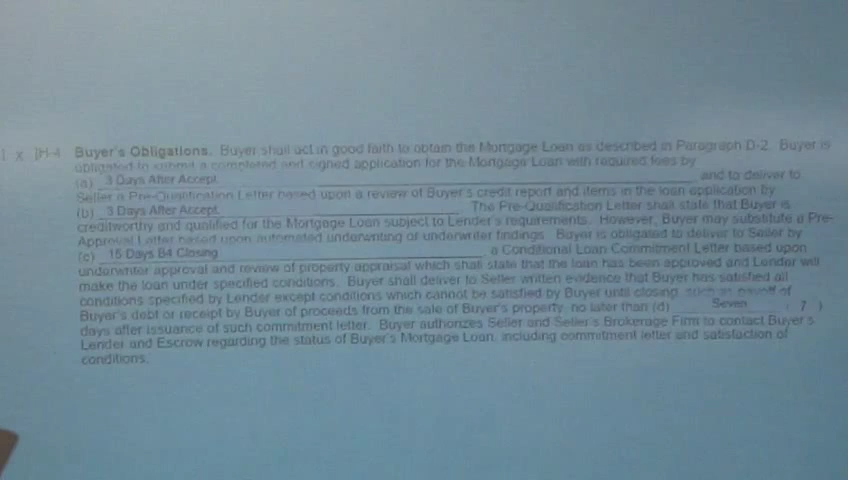 [ x ]H-4 Buyer's Obligations. Buyer shall act in good faith to obtain the Mortgage Loan as described in Paragraph D-2. Buyer is
obligated to submit a completed and signed application for the Mortgage Loan with required fees by
(a) 3 Days After Accept. and to deliver to
Seller a Pre-Qualification Letter based upon a review of Buyer's credit report and items in the loan application by
(b) 3 Days After Accept. The Pre-Qualification Letter shall state that Buyer is
creditworthy and qualified for the Mortgage Loan subject to Lender's requirements. However, Buyer may substitute a Pre-
Approval Letter based upon automated underwriting or underwriter findings. Buyer is obligated to deliver to Seller by
(c) 15 Days B4 Closing a Conditional Loan Commitment Letter based upon
underwriter approval and review of property appraisal which shall state that the loan has been approved and Lender will
make the loan under specified conditions. Buyer shall deliver to Seller written evidence that Buyer has satisfied all
conditions specified by Lender except conditions which cannot be satisfied by Buyer until closing, such as payoff of
Buyer's debt or receipt by Buyer of proceeds from the sale of Buyer's property, no later than (d) Seven ( 7 )
days after issuance of such commitment letter. Buyer authorizes Seller and Seller's Brokerage Firm to contact Buyer's
Lender and Escrow regarding the status of Buyer's Mortgage Loan, including commitment letter and satisfaction of
conditions.